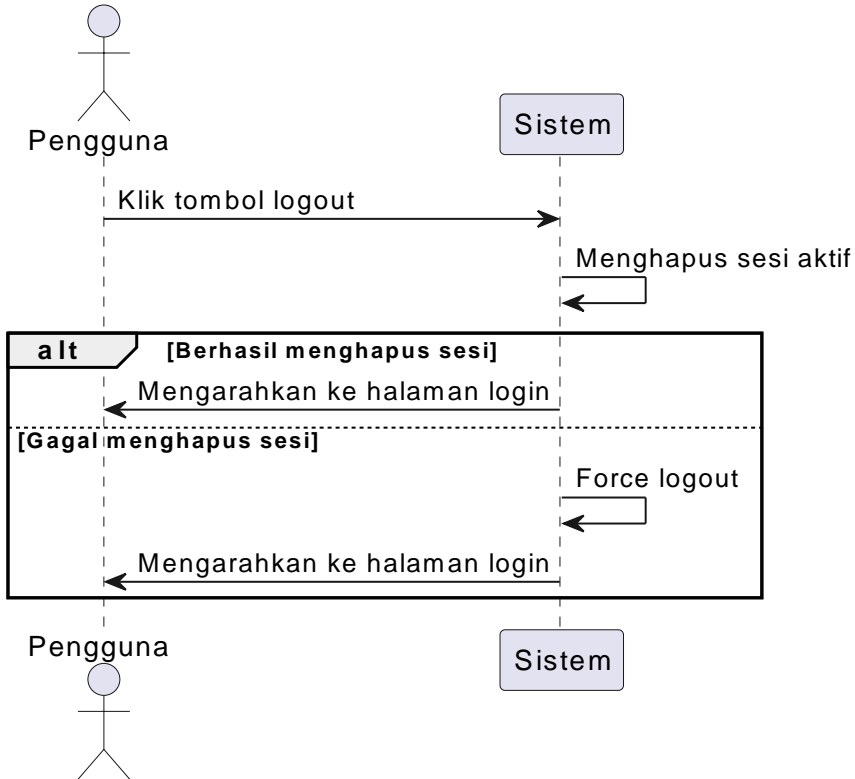 Pengguna
Sistem
Klik tombol logout
Menghapus sesi aktif
alt
[Berhasil menghapus sesi]
Mengarahkan ke halaman login
[Gagal menghapus sesi]
Force logout
Mengarahkan ke halaman login
Pengguna
Sistem